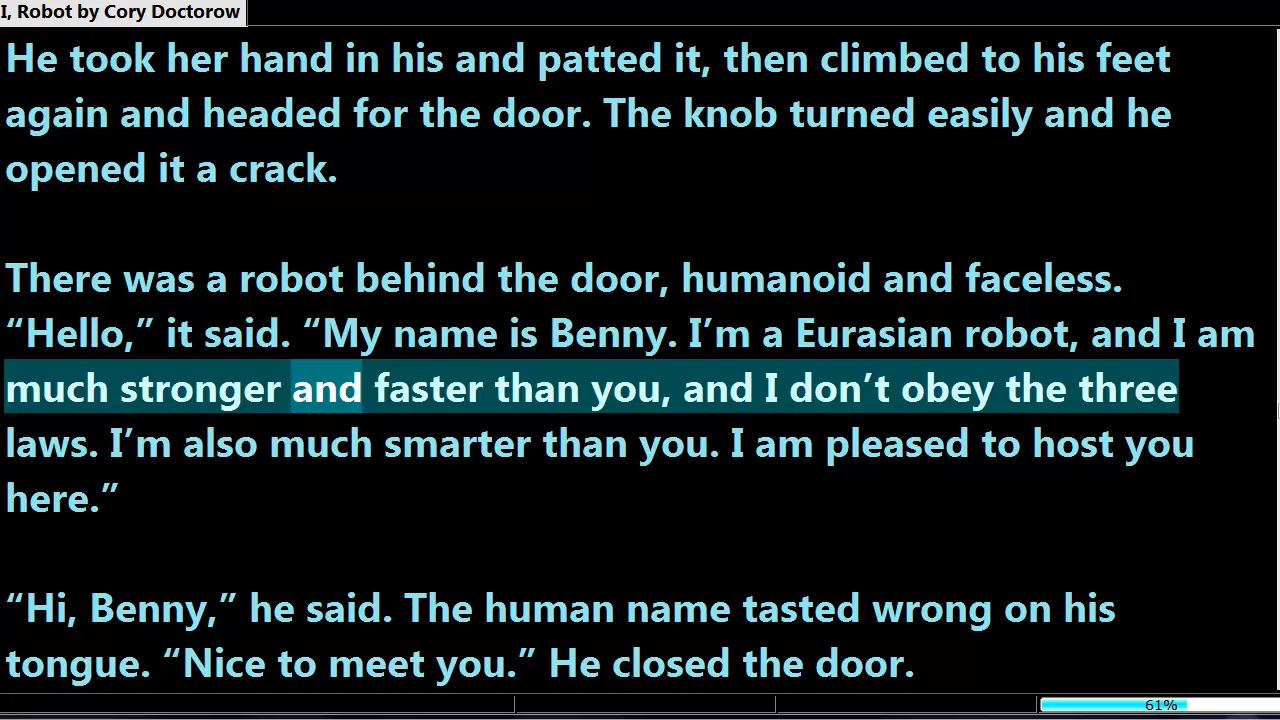 I, Robot by Cory Doctorow
He took her hand in his and patted it, then climbed to his feet
again and headed for the door. The knob turned easily and he
opened it a crack.
There was a robot behind the door, humanoid and faceless.
“Hello,” it said. “My name is Benny. I’m a Eurasian robot, and I am
much stronger and faster than you, and I don’t obey the three
laws. I’m also much smarter than you. I am pleased to host you
here.”
“Hi, Benny,” he said. The human name tasted wrong on his
tongue. “Nice to meet you.” He closed the door.
61%